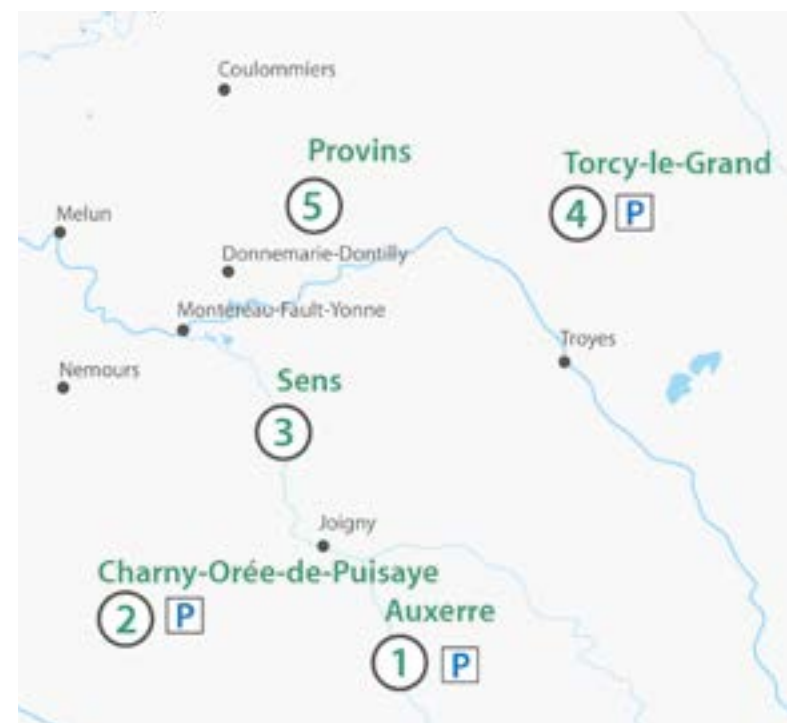 Coulommiers
Provins
Torcy-le-Grand
5
4 P
Melun
Donnemarie-Dontilly
Montereau-Fault-Yonne
Troyes
Nemours
Sens
3
Joigny
Charny-Orée-de-Puisaye
2 P
Auxerre
1 P